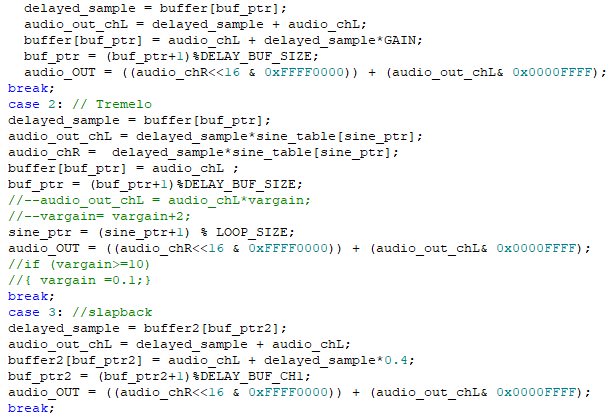 delayed_sample = buffer[buf_ptr];
audio_out_chL = delayed_sample + audio_chL;
buffer[buf_ptr] = audio_chL + delayed_sample*GAIN;
buf_ptr = (buf_ptr+1)%DELAY_BUF_SIZE;
audio_OUT = ((audio_chR<<16 & 0xFFFF0000)) + (audio_out_chL& 0x0000FFFF);
break;
case 2: // Tremelo
delayed_sample = buffer[buf_ptr];
audio_out_chL = delayed_sample*sine_table[sine_ptr];
audio_chR =  delayed_sample*sine_table[sine_ptr];
buffer[buf_ptr] = audio_chL ;
buf_ptr = (buf_ptr+1)%DELAY_BUF_SIZE;
//--audio_out_chL = audio_chL*vargain;
//--vargain= vargain+2;
sine_ptr = (sine_ptr+1) % LOOP_SIZE;
audio_OUT = ((audio_chR<<16 & 0xFFFF0000)) + (audio_out_chL& 0x0000FFFF);
//if (vargain>=10)
//{ vargain =0.1;}
break;
case 3: //slapback
delayed_sample = buffer2[buf_ptr2];
audio_out_chL = delayed_sample + audio_chL;
buffer2[buf_ptr2] = audio_chL + delayed_sample*0.4;
buf_ptr2 = (buf_ptr2+1)%DELAY_BUF_CH1;
audio_OUT = ((audio_chR<<16 & 0xFFFF0000)) + (audio_out_chL& 0x0000FFFF);
break;